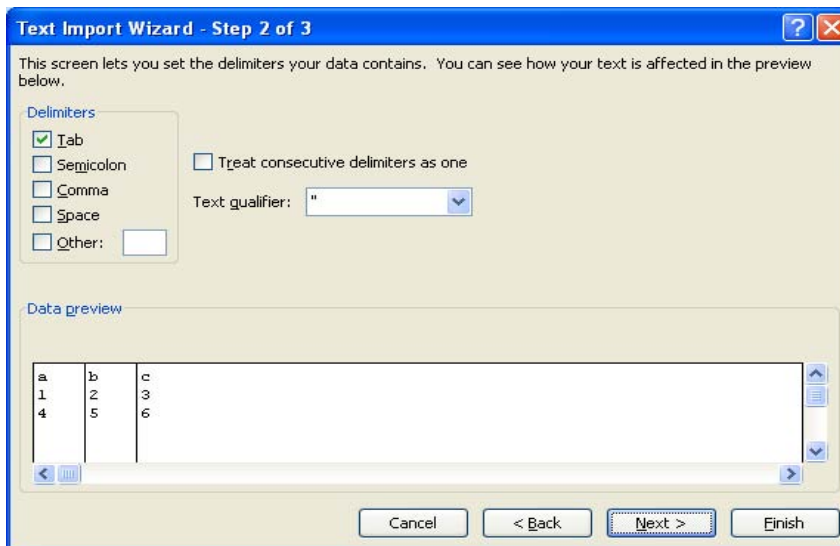 Text Import Wizard - Step 2 of 3
This screen lets you set the delimiters your data contains. You can see how your text is affected in the preview
below.
Delimiters
Tab
Semicolon
Comma
Space
Other:
Treat consecutive delimiters as one
Text qualifier: "
Data preview
a b c
1 2 3
4 5 6
Cancel < Back Next > Finish